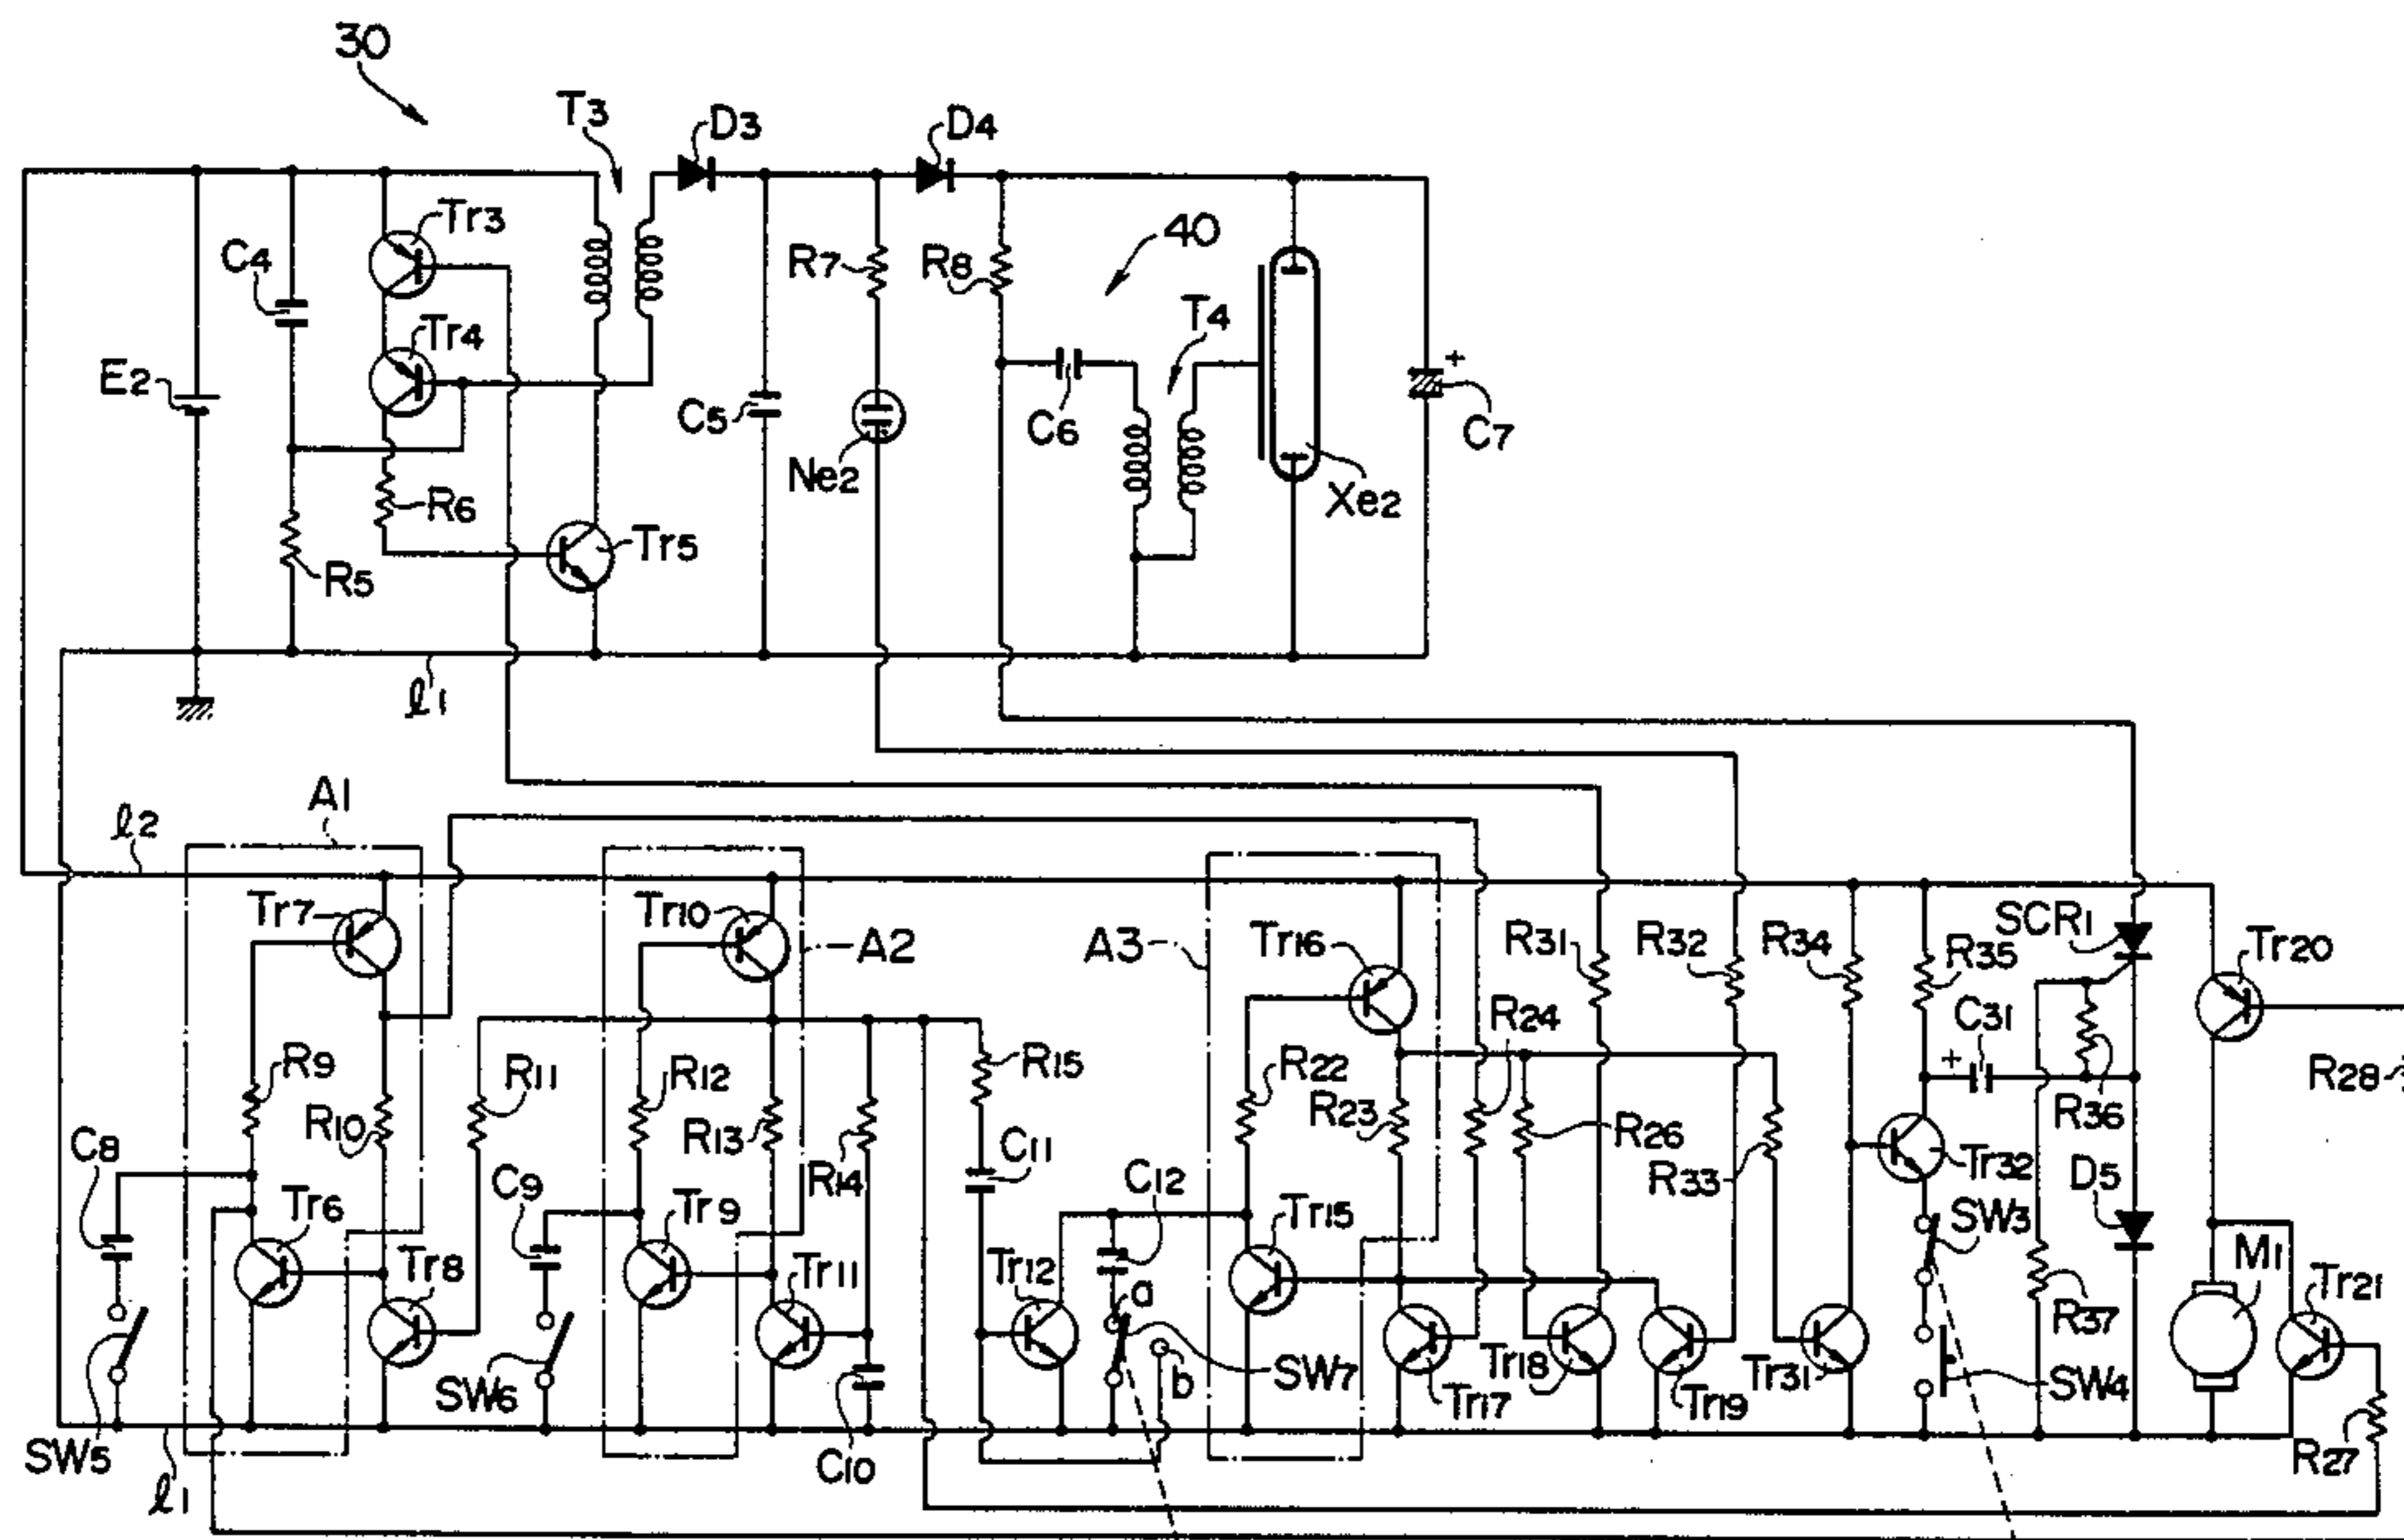 30
T3
D3
D4
Tr3
40
C4
R7
R8
T4
Tr4
E2
+
C5
C6
C7
Ne2
R6
Xe2
Tr5
R5
ℓ1
A1
ℓ2
Tr7
Tr10
A2
A3
Tr16
R31
R32
R34
R35
SCR1
Tr20
R24
C31
+
R9
R11
R12
R15
R22
R28
R10
R13
R23
R26
R36
C8
R14
C11
C12
R33
Tr32
D5
C9
Tr6
Tr9
Tr15
SW3
Tr8
Tr11
Tr12
a
M1
Tr21
R37
SW6
b
SW7
Tr18
Tr17
Tr19
Tr31
SW4
SW5
ℓ1
C10
R27